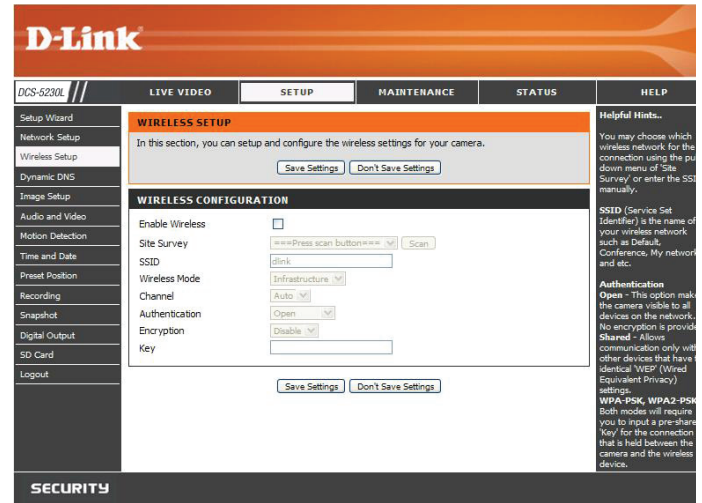 D-Link
DCS-5230L
LIVE VIDEO
SETUP
MAINTENANCE
STATUS
HELP
Setup Wizard
Network Setup
Wireless Setup
Dynamic DNS
Image Setup
Audio and Video
Motion Detection
Time and Date
Preset Position
Recording
Snapshot
Digital Output
SD Card
Logout
WIRELESS SETUP
In this section, you can setup and configure the wireless settings for your camera.
Save Settings Don't Save Settings
WIRELESS CONFIGURATION
Enable Wireless
Site Survey ===Press scan button=== Scan
SSID dlink
Wireless Mode Infrastructure
Channel Auto
Authentication Open
Encryption Disable
Key
Save Settings Don't Save Settings
Helpful Hints..
You may choose which
wireless network for the
connection using the pu
down menu of 'Site
Survey' or enter the SSI
manually.
SSID (Service Set
Identifier) is the name of
your wireless network
such as Default,
Conference, My network
and etc.
Authentication
Open - This option make
the camera visible to all
devices on the network.
No encryption is provide
Shared - Allows
communication only with
other devices that have t
identical 'WEP' (Wired
Equivalent Privacy)
settings.
WPA-PSK, WPA2-PSK
Both modes will require
you to input a pre-share
'Key' for the connection
that is held between the
camera and the wireless
device.
SECURITY